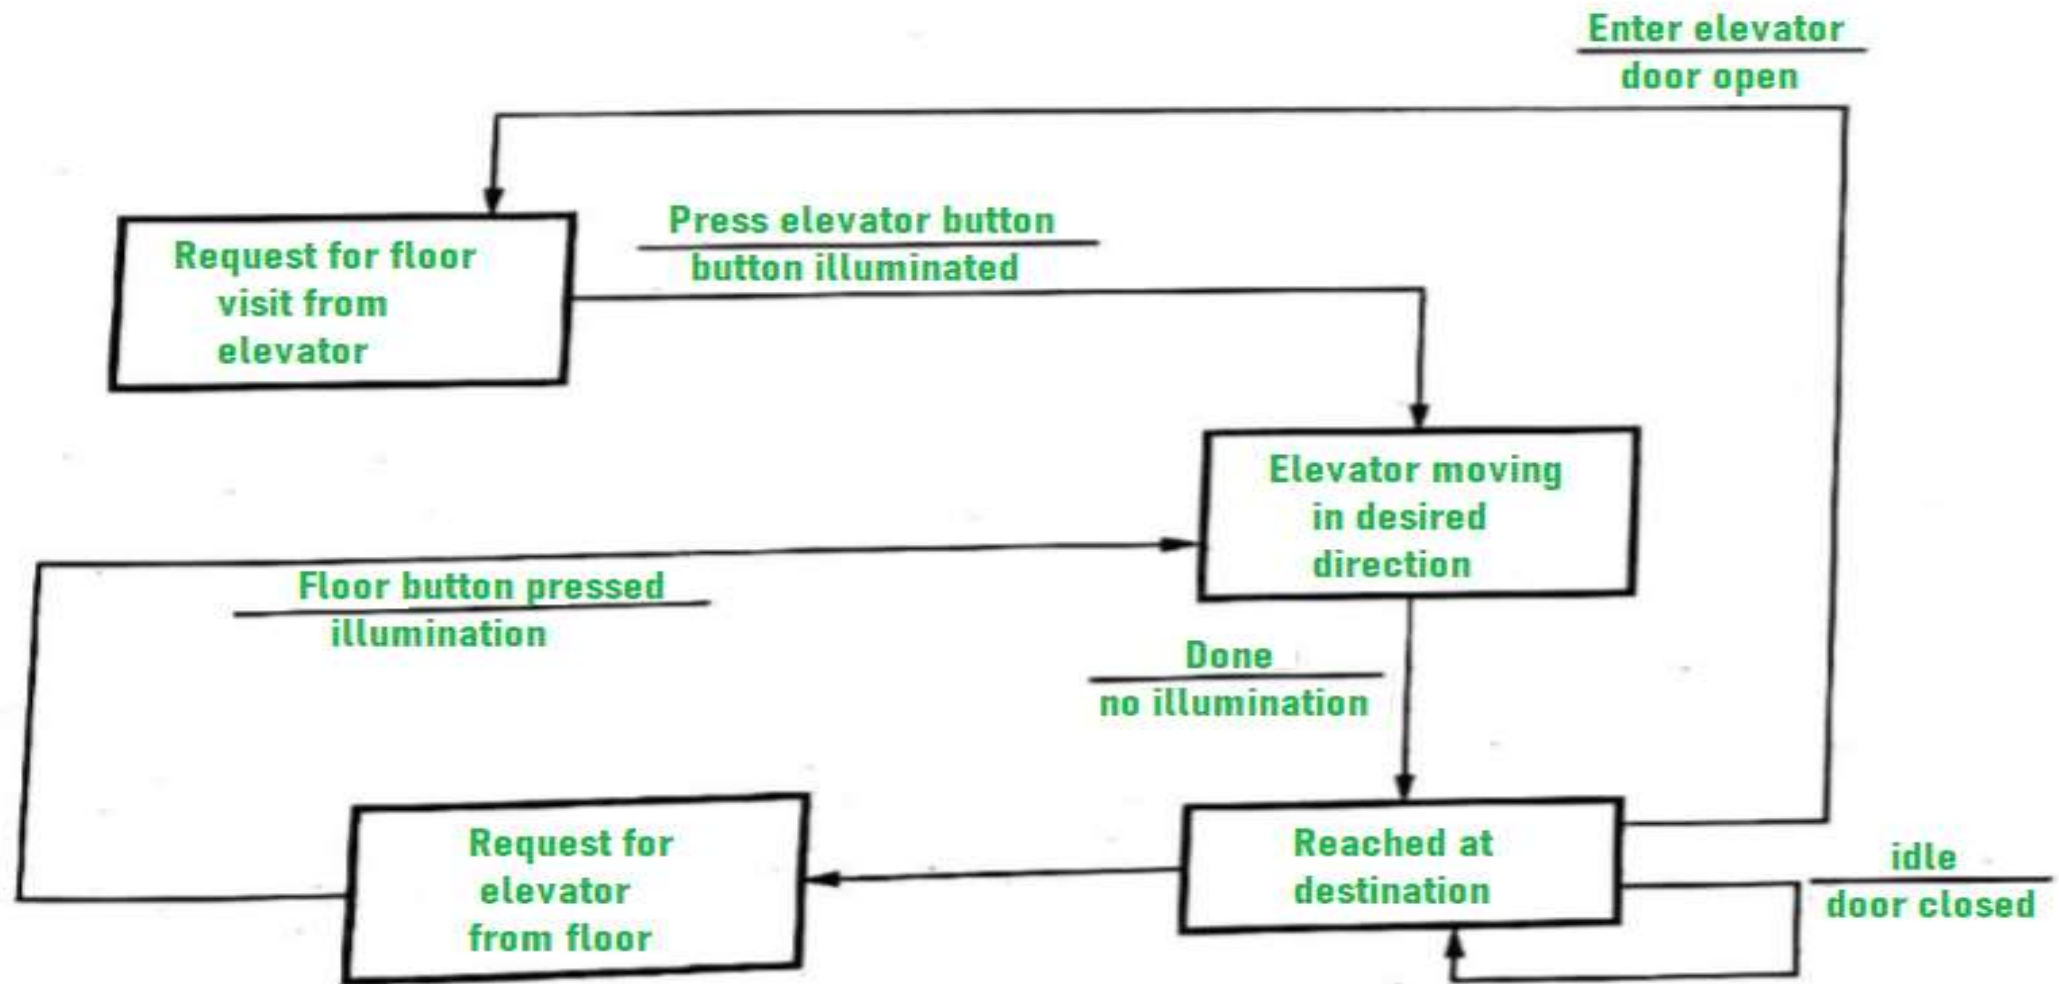 Enter elevator
door open
Press elevator button
button illuminated
Request for floor
visit from
elevator
Elevator moving
in desired
direction
Floor button pressed
illumination
Done
no illumination
Request for
elevator
from floor
Reached at
destination
idle
door closed